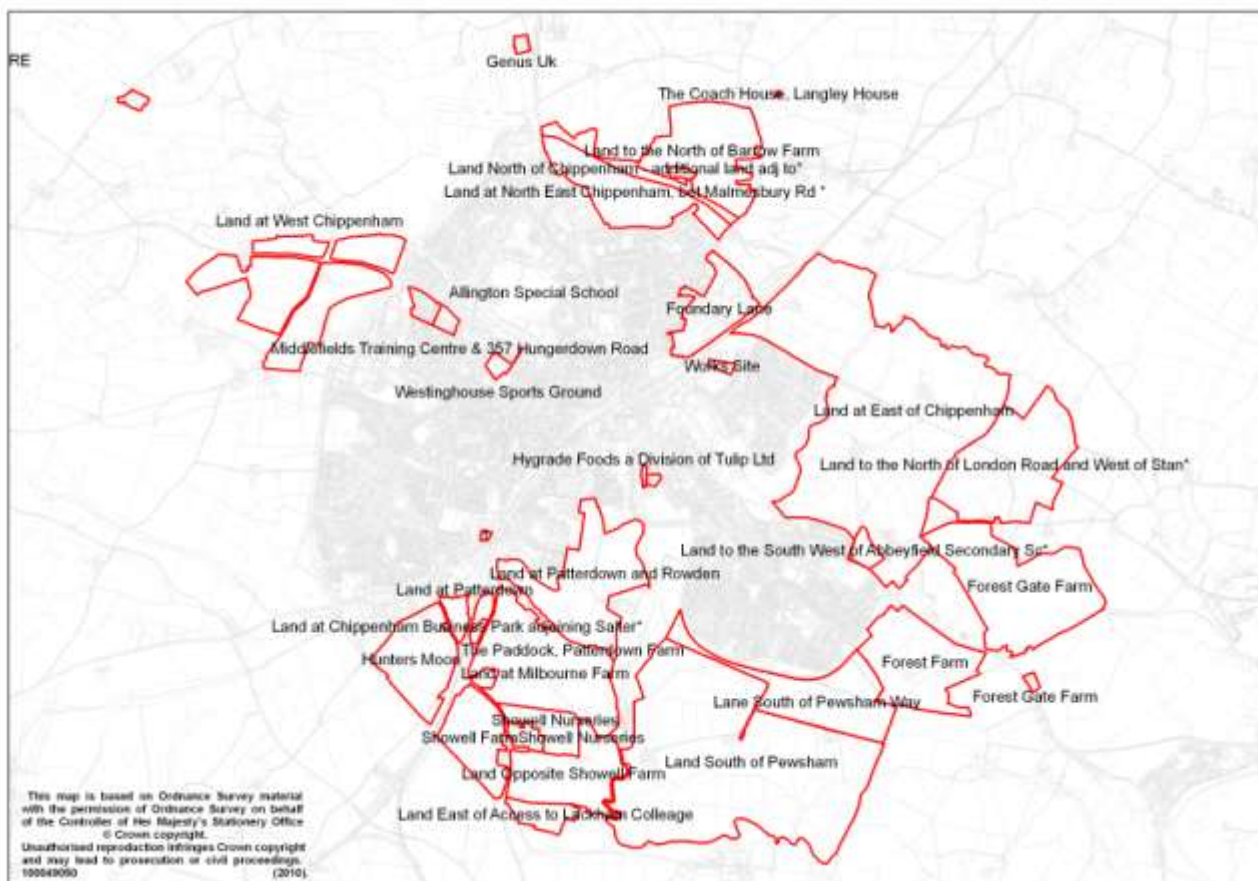 RE
Genus Uk
The Coach House, Langley House
Land to the North of Barrow Farm
Land North of Chippenham - additional land adj to*
Land at North East Chippenham, bet Malmesbury Rd *
Land at West Chippenham
Allington Special School
Foundary Lane
Middlefields Training Centre & 357 Hungerdown Road
Works Site
Westinghouse Sports Ground
Land at East of Chippenham
Hygrade Foods a Division of Tulip Ltd
Land to the North of London Road and West of Stan*
Land to the South West of Abbeyfield Secondary Sc*
Land at Patterdown and Rowden
Forest Gate Farm
Land at Patterdown
Land at Chippenham Business Park adjoining Salter*
The Paddock, Patterdown Farm
Hunters Moon
Forest Farm
Land at Milbourne Farm
Forest Gate Farm
Lane South of Pewsham Way
Showell Nurseries
Showell Farm Showell Nurseries
Land South of Pewsham
Land Opposite Showell Farm
Land East of Access to Lackham Colleage
This map is based on Ordnance Survey material
with the permission of Ordnance Survey on behalf
of the Controller of Her Majesty's Stationery Office
© Crown copyright.
Unauthorised reproduction infringes Crown copyright
and may lead to prosecution or civil proceedings.
100049050 (2010)